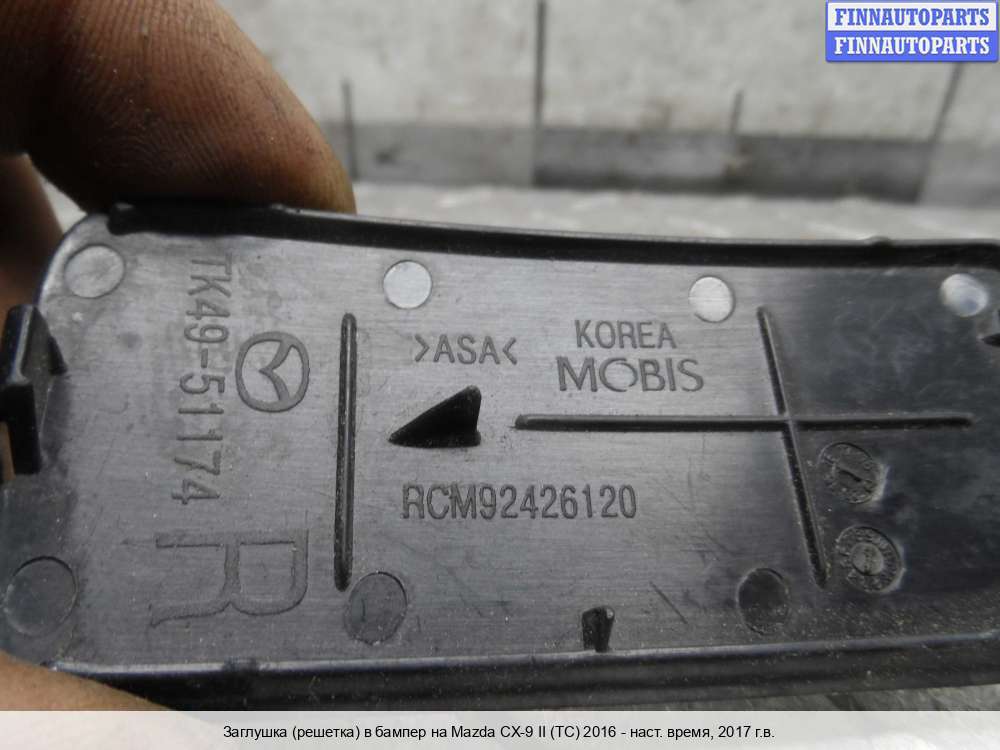 FINNAUTOPARTS
FINNAUTOPARTS
TK49-51174
R
>ASA<
KOREA
MOBIS
RCM92426120
Заглушка (решетка) в бампер на Mazda CX-9 II (TC) 2016 - наст. время, 2017 г.в.